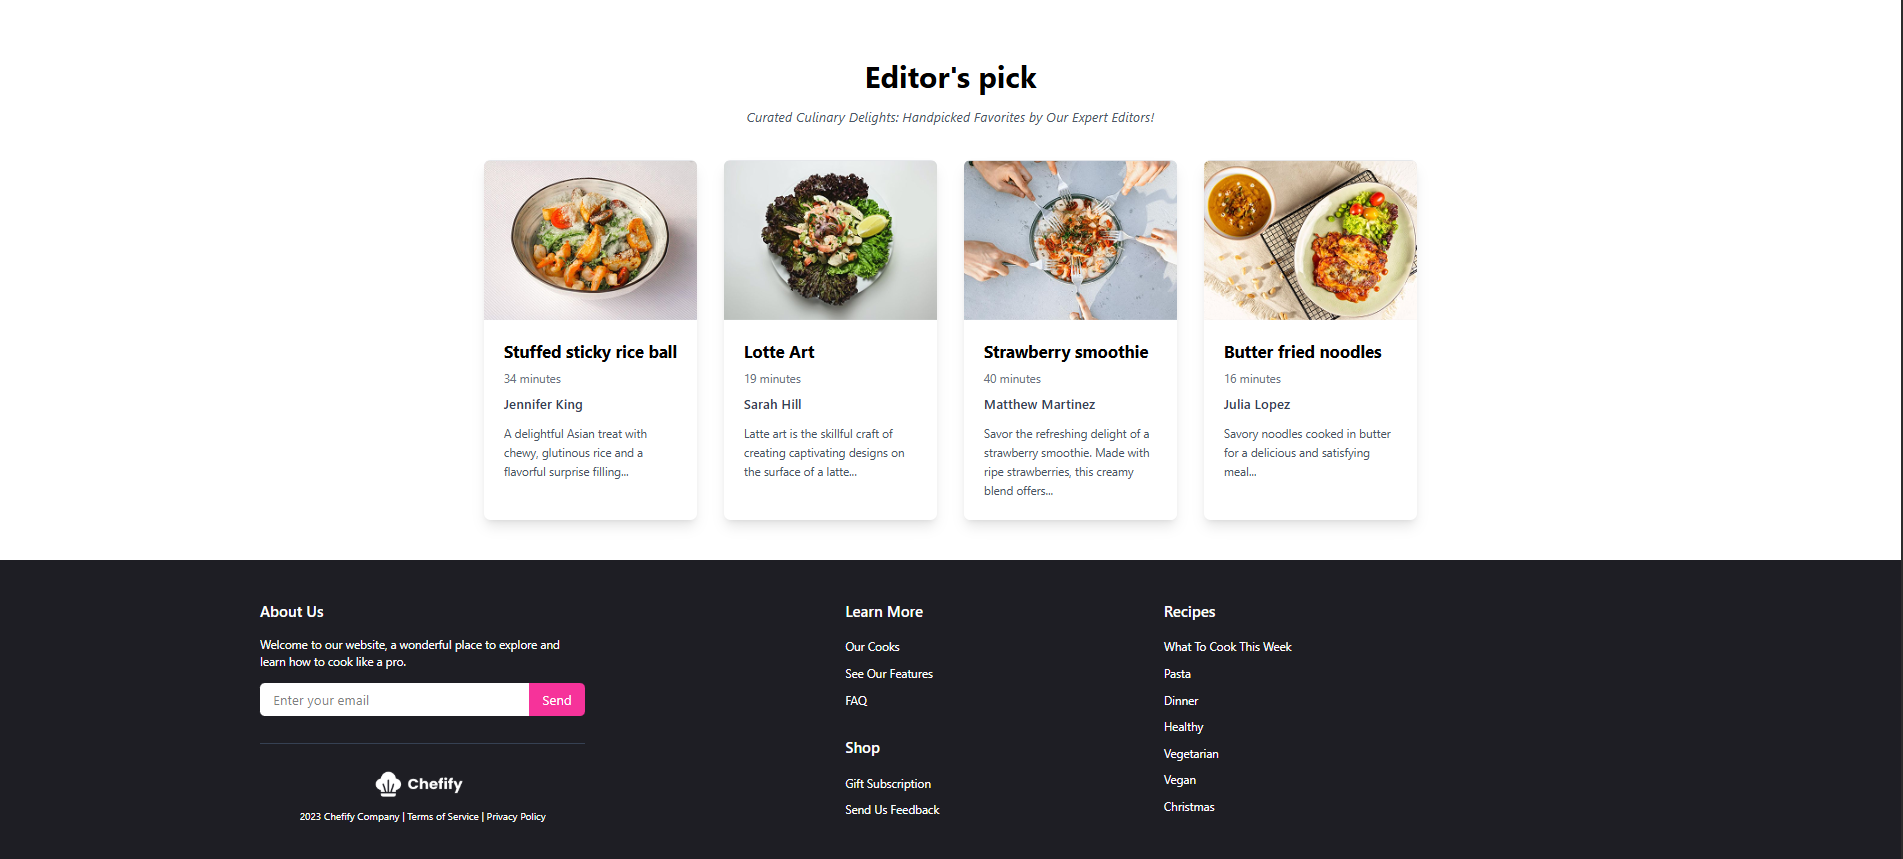 Editor's pick
Curated Culinary Delights: Handpicked Favorites by Our Expert Editors!
Stuffed sticky rice ball
34 minutes
Jennifer King
A delightful Asian treat with
chewy, glutinous rice and a
flavorful surprise filling...
Lotte Art
19 minutes
Sarah Hill
Latte art is the skillful craft of
creating captivating designs on
the surface of a latte...
Strawberry smoothie
40 minutes
Matthew Martinez
Savor the refreshing delight of a
strawberry smoothie. Made with
ripe strawberries, this creamy
blend offers...
Butter fried noodles
16 minutes
Julia Lopez
Savory noodles cooked in butter
for a delicious and satisfying
meal...
About Us
Welcome to our website, a wonderful place to explore and
learn how to cook like a pro.
Enter your email
Send
Chefify
2023 Chefify Company | Terms of Service | Privacy Policy
Learn More
Our Cooks
See Our Features
FAQ
Shop
Gift Subscription
Send Us Feedback
Recipes
What To Cook This Week
Pasta
Dinner
Healthy
Vegetarian
Vegan
Christmas